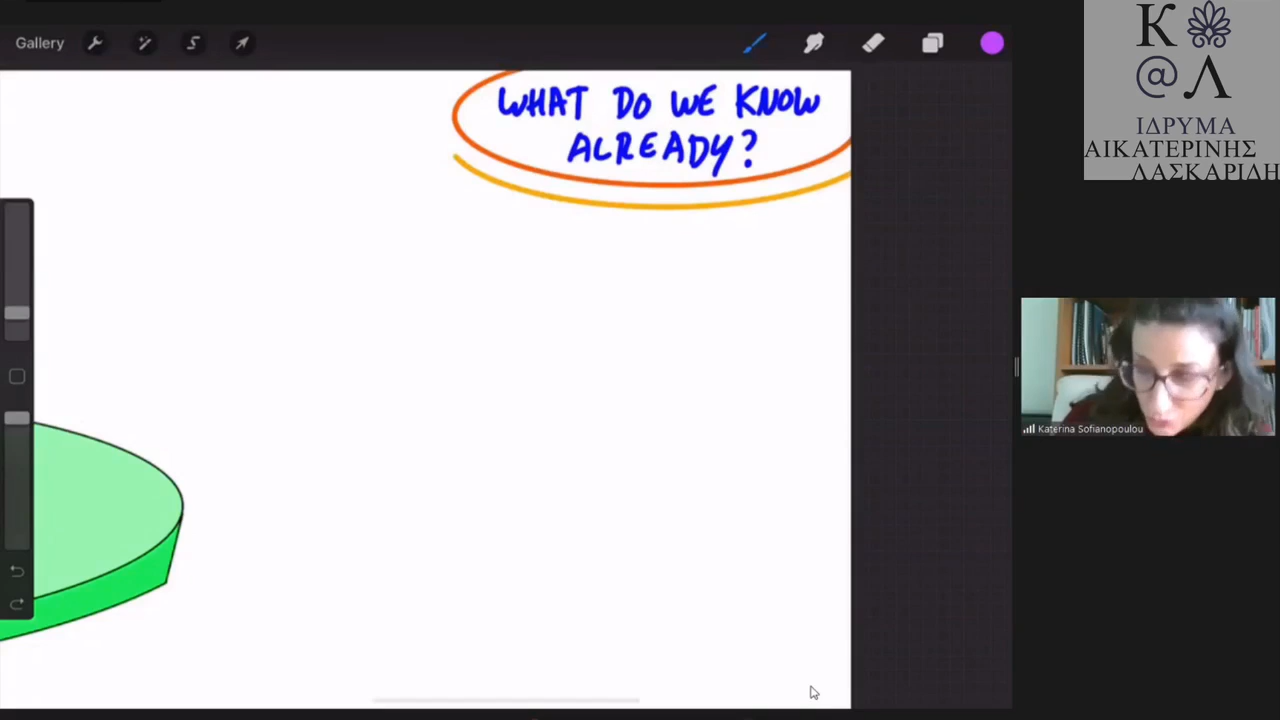 Gallery
WHAT DO WE KNOW
ALREADY?
Κ
@Λ
ΙΔΡΥΜΑ
ΑΙΚΑΤΕΡΙΝΗΣ
ΛΑΣΚΑΡΙΔΗ
Katerina Sofianopoulou